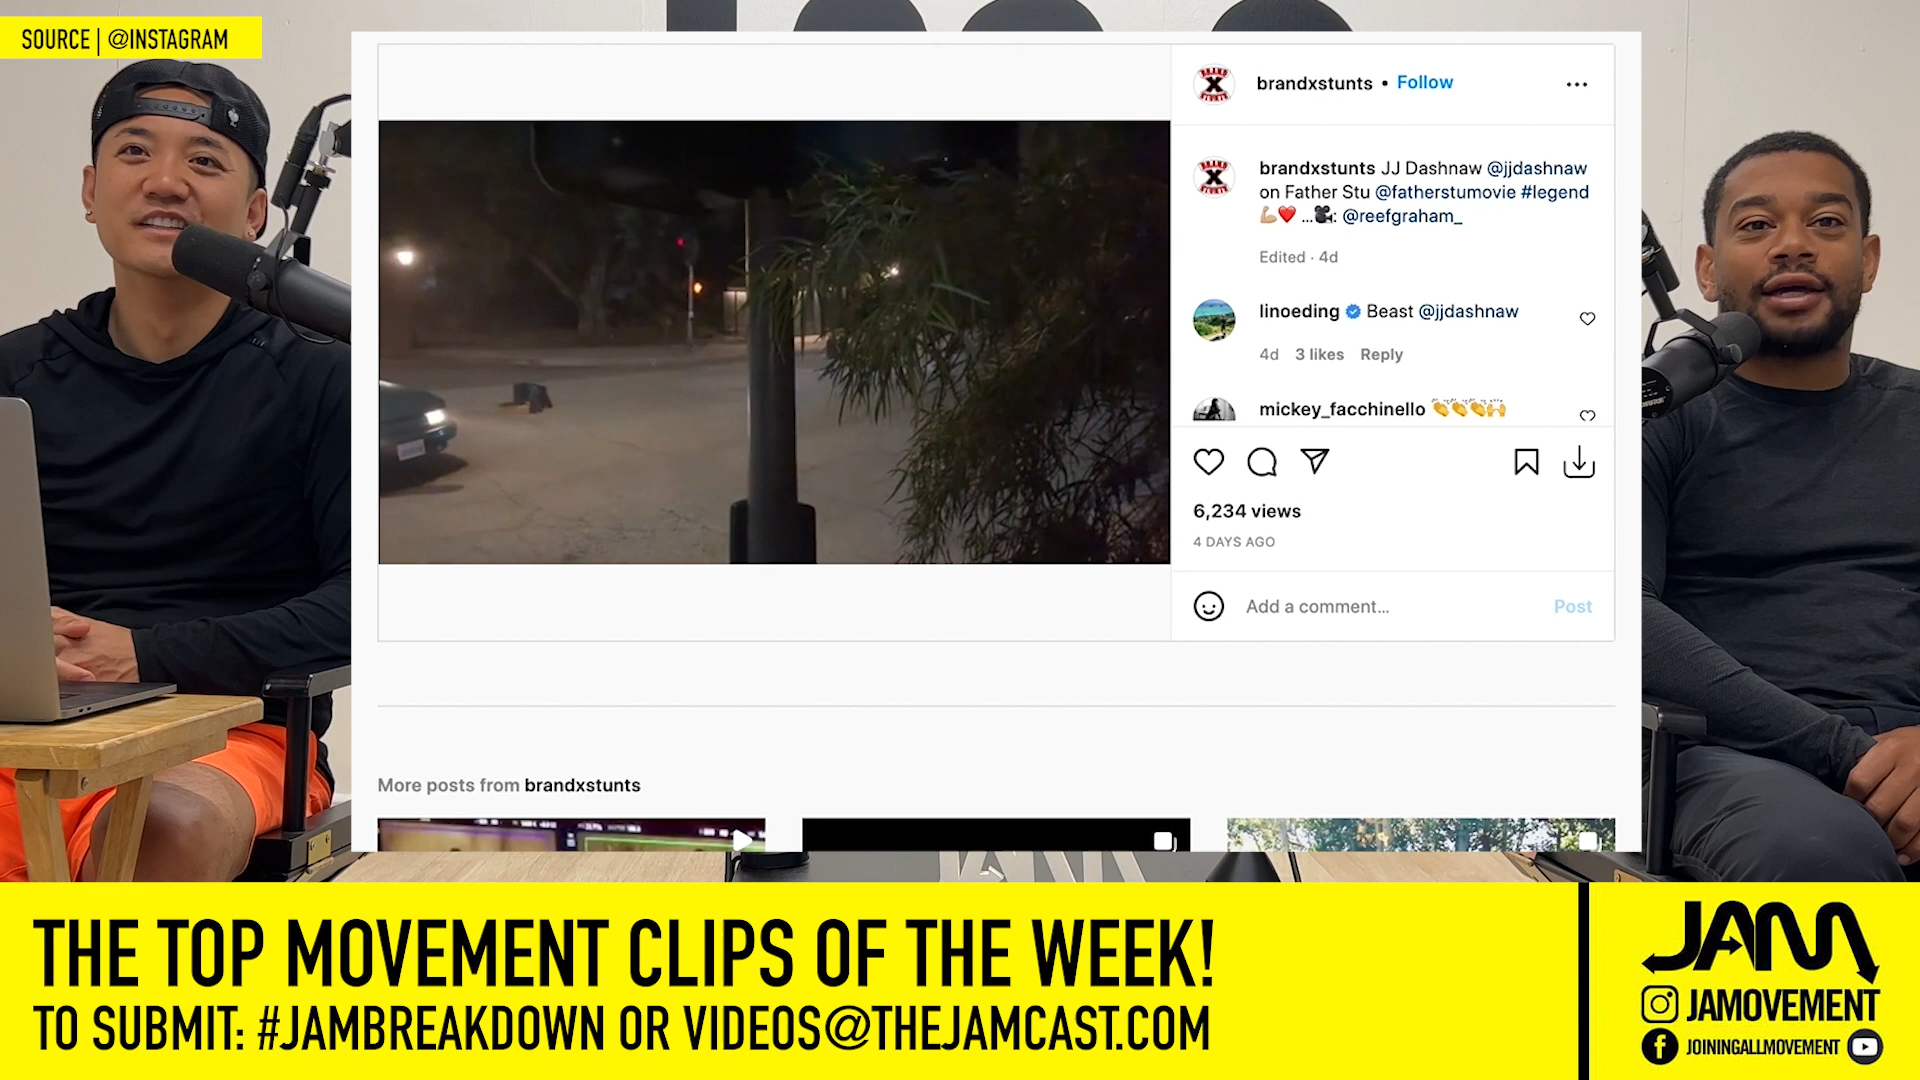 SOURCE | @INSTAGRAM
brandxstunts • Follow
brandxstunts JJ Dashnaw @jjdashnaw
on Father Stu @fatherstumovie #legend
💪🏼❤️ ...🎥: @reefgraham_
Edited · 4d
linoeding Beast @jjdashnaw
4d 3 likes Reply
mickey_facchinello 👏👏👏🙌
6,234 views
4 DAYS AGO
Add a comment...
Post
More posts from brandxstunts
THE TOP MOVEMENT CLIPS OF THE WEEK!
TO SUBMIT: #JAMBREAKDOWN OR VIDEOS@THEJAMCAST.COM
JAM
JAMOVEMENT
JOININGALLMOVEMENT